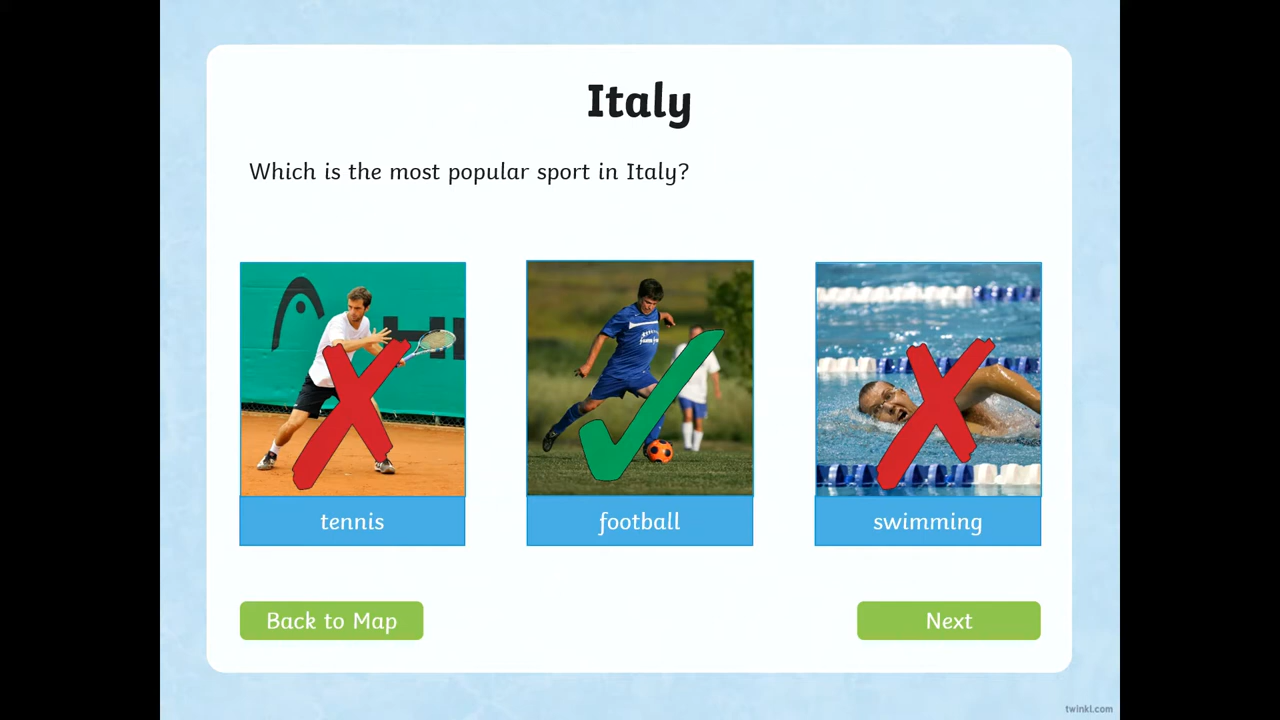 Italy
Which is the most popular sport in Italy?
tennis
football
swimming
Back to Map
Next
twinkl.com